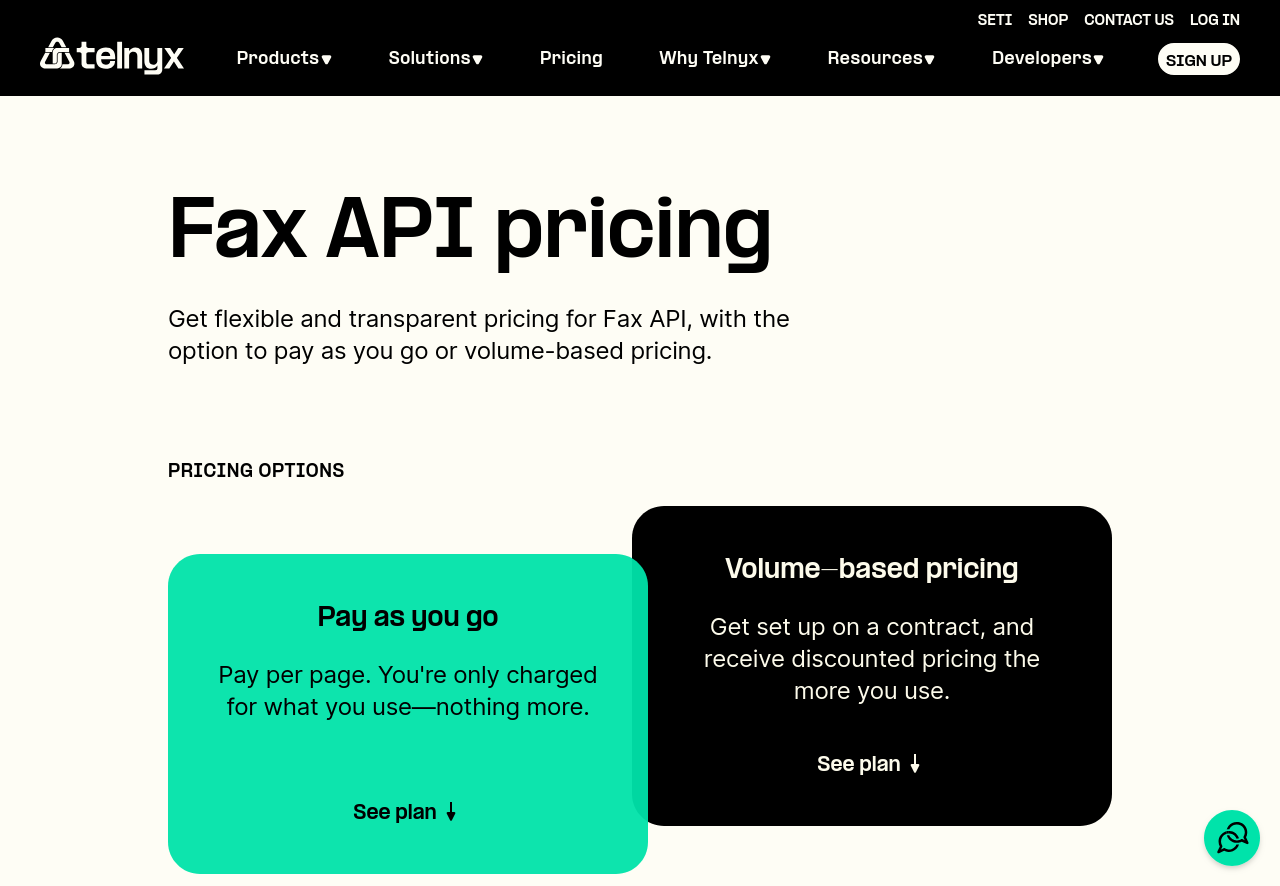 SETI SHOP CONTACT US LOG IN
telnyx Products Solutions Pricing Why Telnyx Resources Developers SIGN UP
Fax API pricing
Get flexible and transparent pricing for Fax API, with the
option to pay as you go or volume-based pricing.
PRICING OPTIONS
Pay as you go
Pay per page. You're only charged
for what you use—nothing more.
See plan
Volume-based pricing
Get set up on a contract, and
receive discounted pricing the
more you use.
See plan